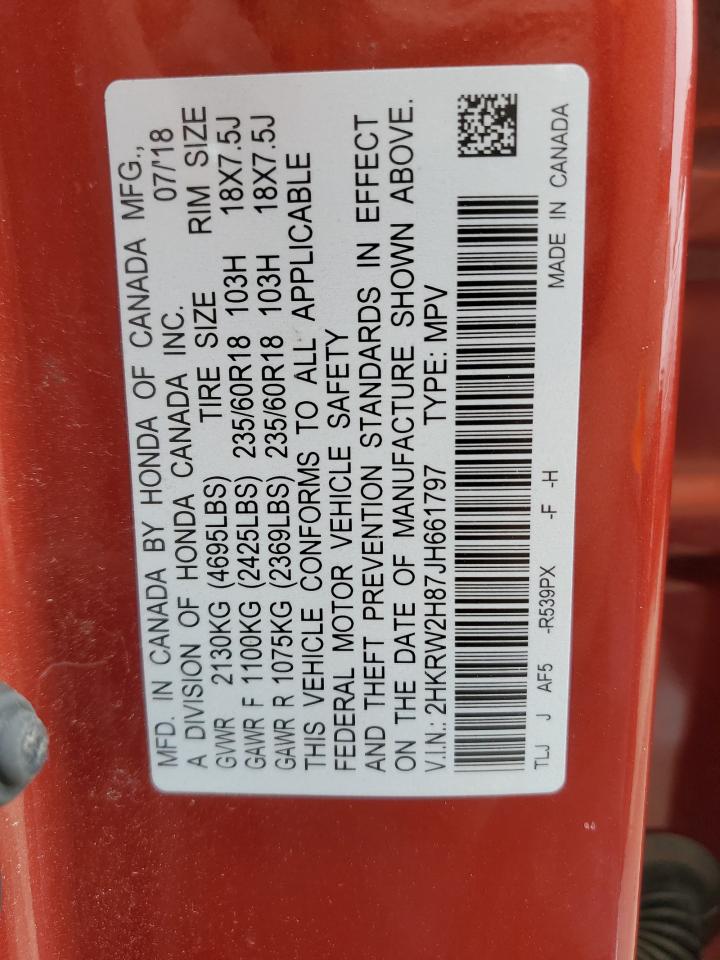 MFD. IN CANADA BY HONDA OF CANADA MFG.,
A DIVISION OF HONDA CANADA INC. 07/'18
GVWR 2130KG (4695LBS) TIRE SIZE RIM SIZE
GAWR F 1100KG (2425LBS) 235/60R18 103H 18X7.5J
GAWR R 1075KG (2369LBS) 235/60R18 103H 18X7.5J
THIS VEHICLE CONFORMS TO ALL APPLICABLE
FEDERAL MOTOR VEHICLE SAFETY
AND THEFT PREVENTION STANDARDS IN EFFECT
ON THE DATE OF MANUFACTURE SHOWN ABOVE.
V.I.N.: 2HKRW2H87JH661797 TYPE: MPV
TLJ J AF5 -R539PX -F -H MADE IN CANADA